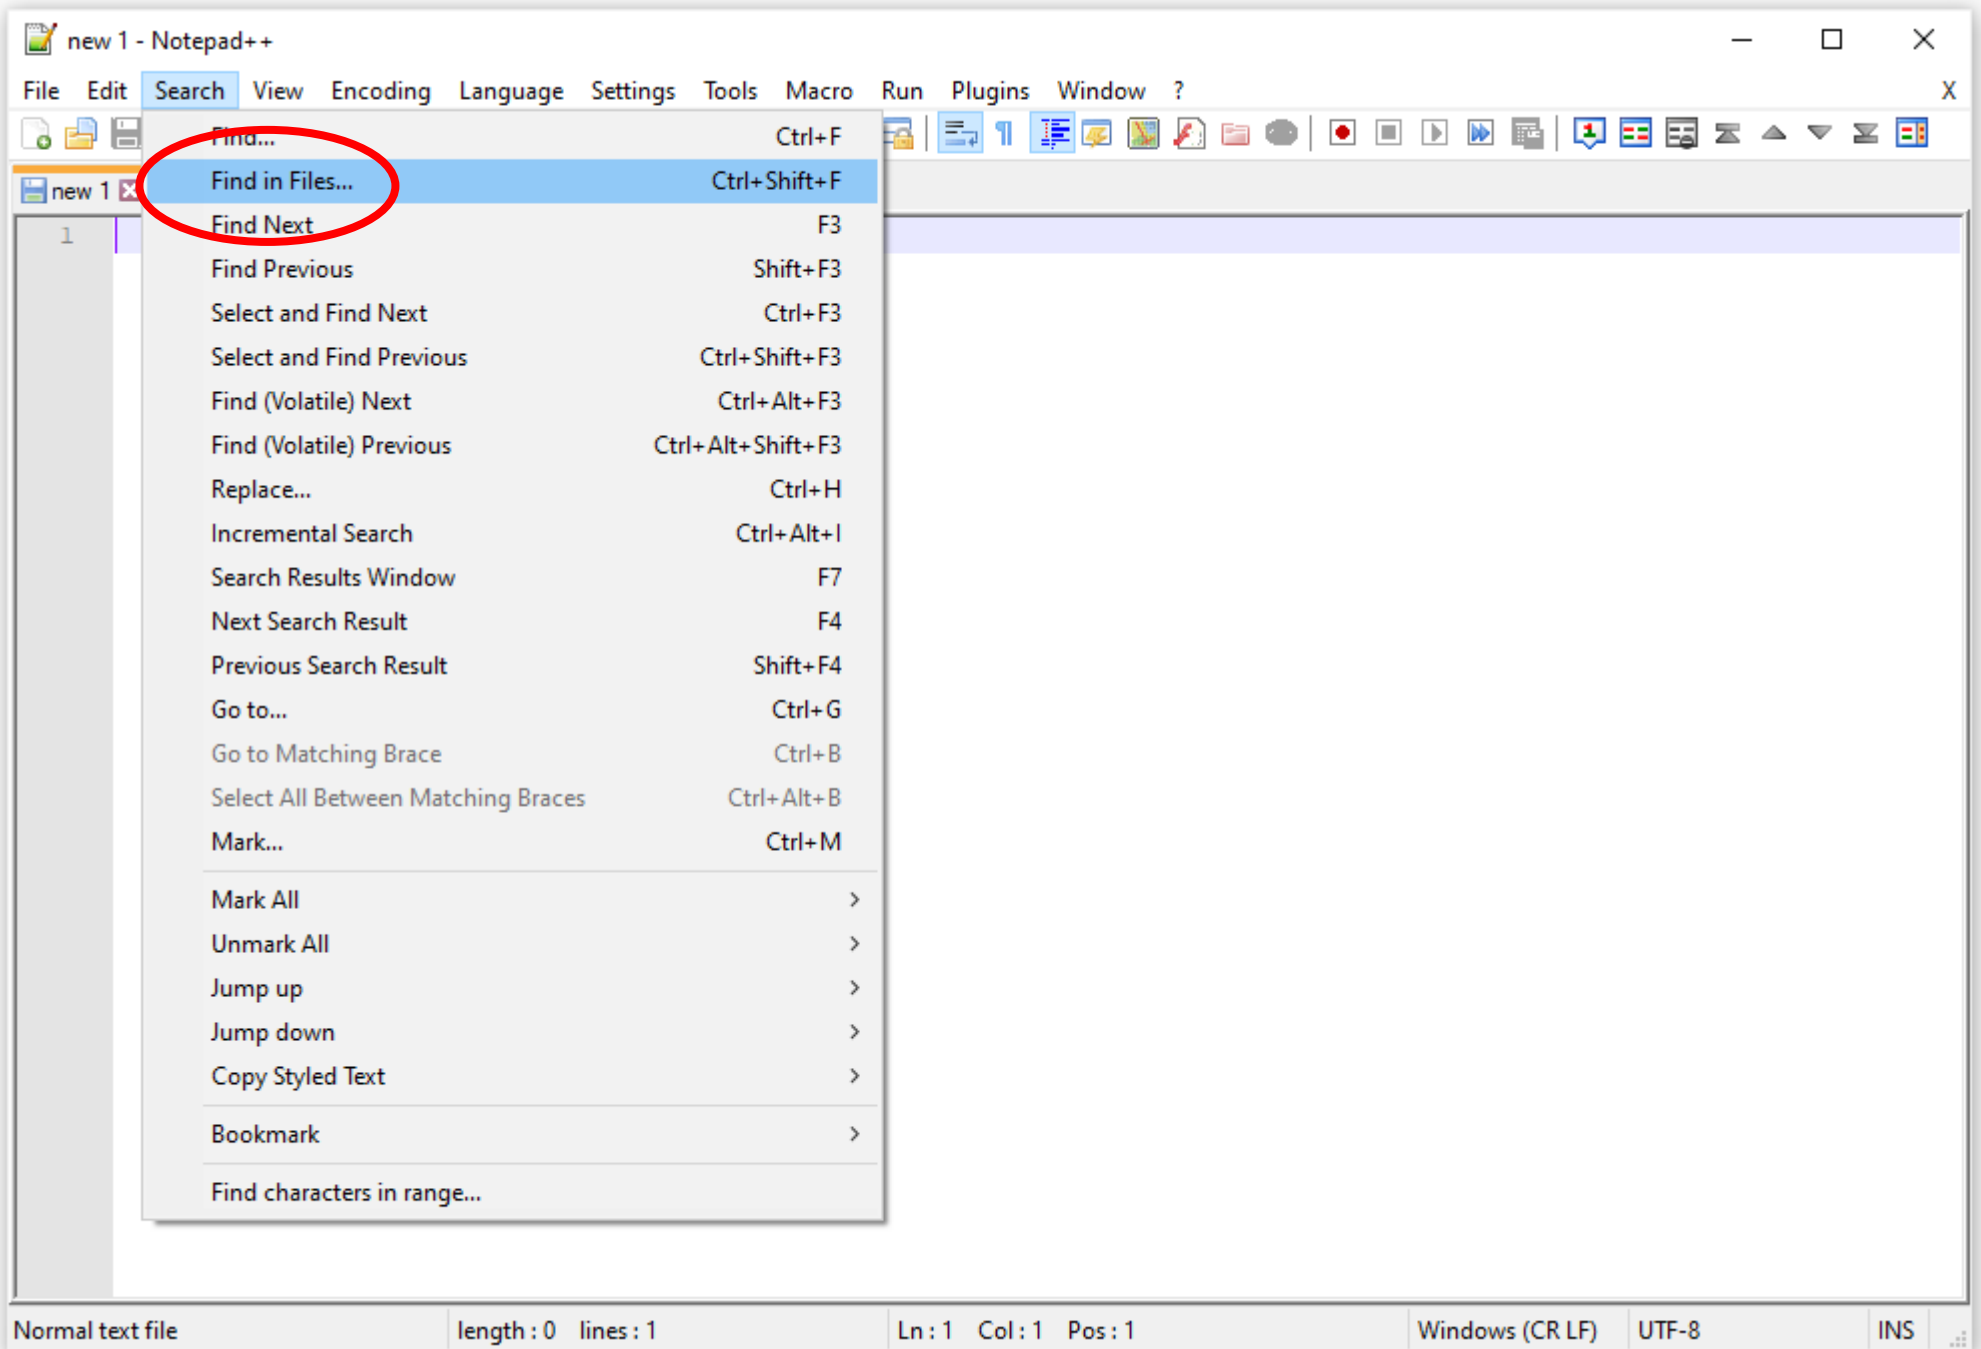 new 1 - Notepad++
File Edit Search View Encoding Language Settings Tools Macro Run Plugins Window ? X
Find... Ctrl+F
new 1
Find in Files... Ctrl+Shift+F
1
Find Next F3
Find Previous Shift+F3
Select and Find Next Ctrl+F3
Select and Find Previous Ctrl+Shift+F3
Find (Volatile) Next Ctrl+Alt+F3
Find (Volatile) Previous Ctrl+Alt+Shift+F3
Replace... Ctrl+H
Incremental Search Ctrl+Alt+I
Search Results Window F7
Next Search Result F4
Previous Search Result Shift+F4
Go to... Ctrl+G
Go to Matching Brace Ctrl+B
Select All Between Matching Braces Ctrl+Alt+B
Mark... Ctrl+M
Mark All
Unmark All
Jump up
Jump down
Copy Styled Text
Bookmark
Find characters in range...
Normal text file length : 0 lines : 1 Ln : 1 Col : 1 Pos : 1 Windows (CR LF) UTF-8 INS